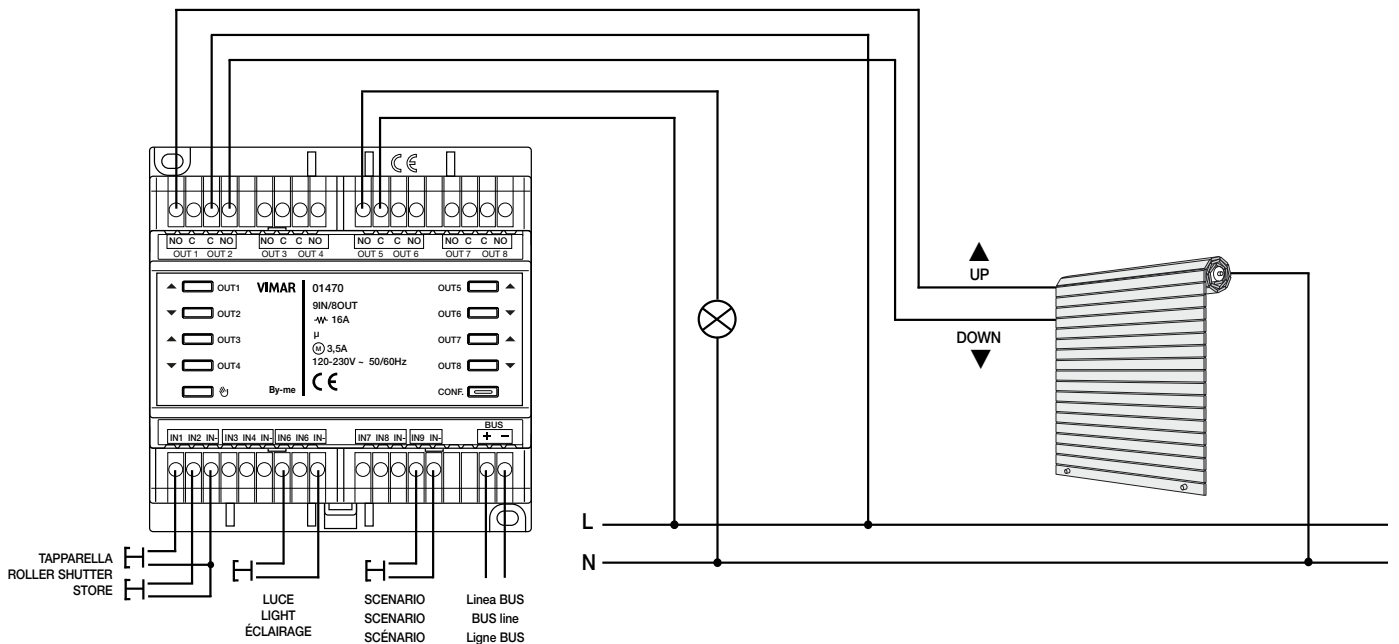 NO C C NO NO C C NO NO C C NO NO C C NO
OUT 1 OUT 2 OUT 3 OUT 4 OUT 5 OUT 6 OUT 7 OUT 8
OUT1
OUT2
OUT3
OUT4
VIMAR
By-me
01470
9IN/8OUT
16A
µ
M 3,5A
120-230V ~ 50/60Hz
CE
OUT5
OUT6
OUT7
OUT8
CONF.
BUS
IN1 IN2 IN- IN3 IN4 IN- IN6 IN6 IN- IN7 IN8 IN- IN9 IN- + −
UP
DOWN
L
N
TAPPARELLA
ROLLER SHUTTER
STORE
LUCE
LIGHT
ÉCLAIRAGE
SCENARIO
SCENARIO
SCÉNARIO
Linea BUS
BUS line
Ligne BUS
CE